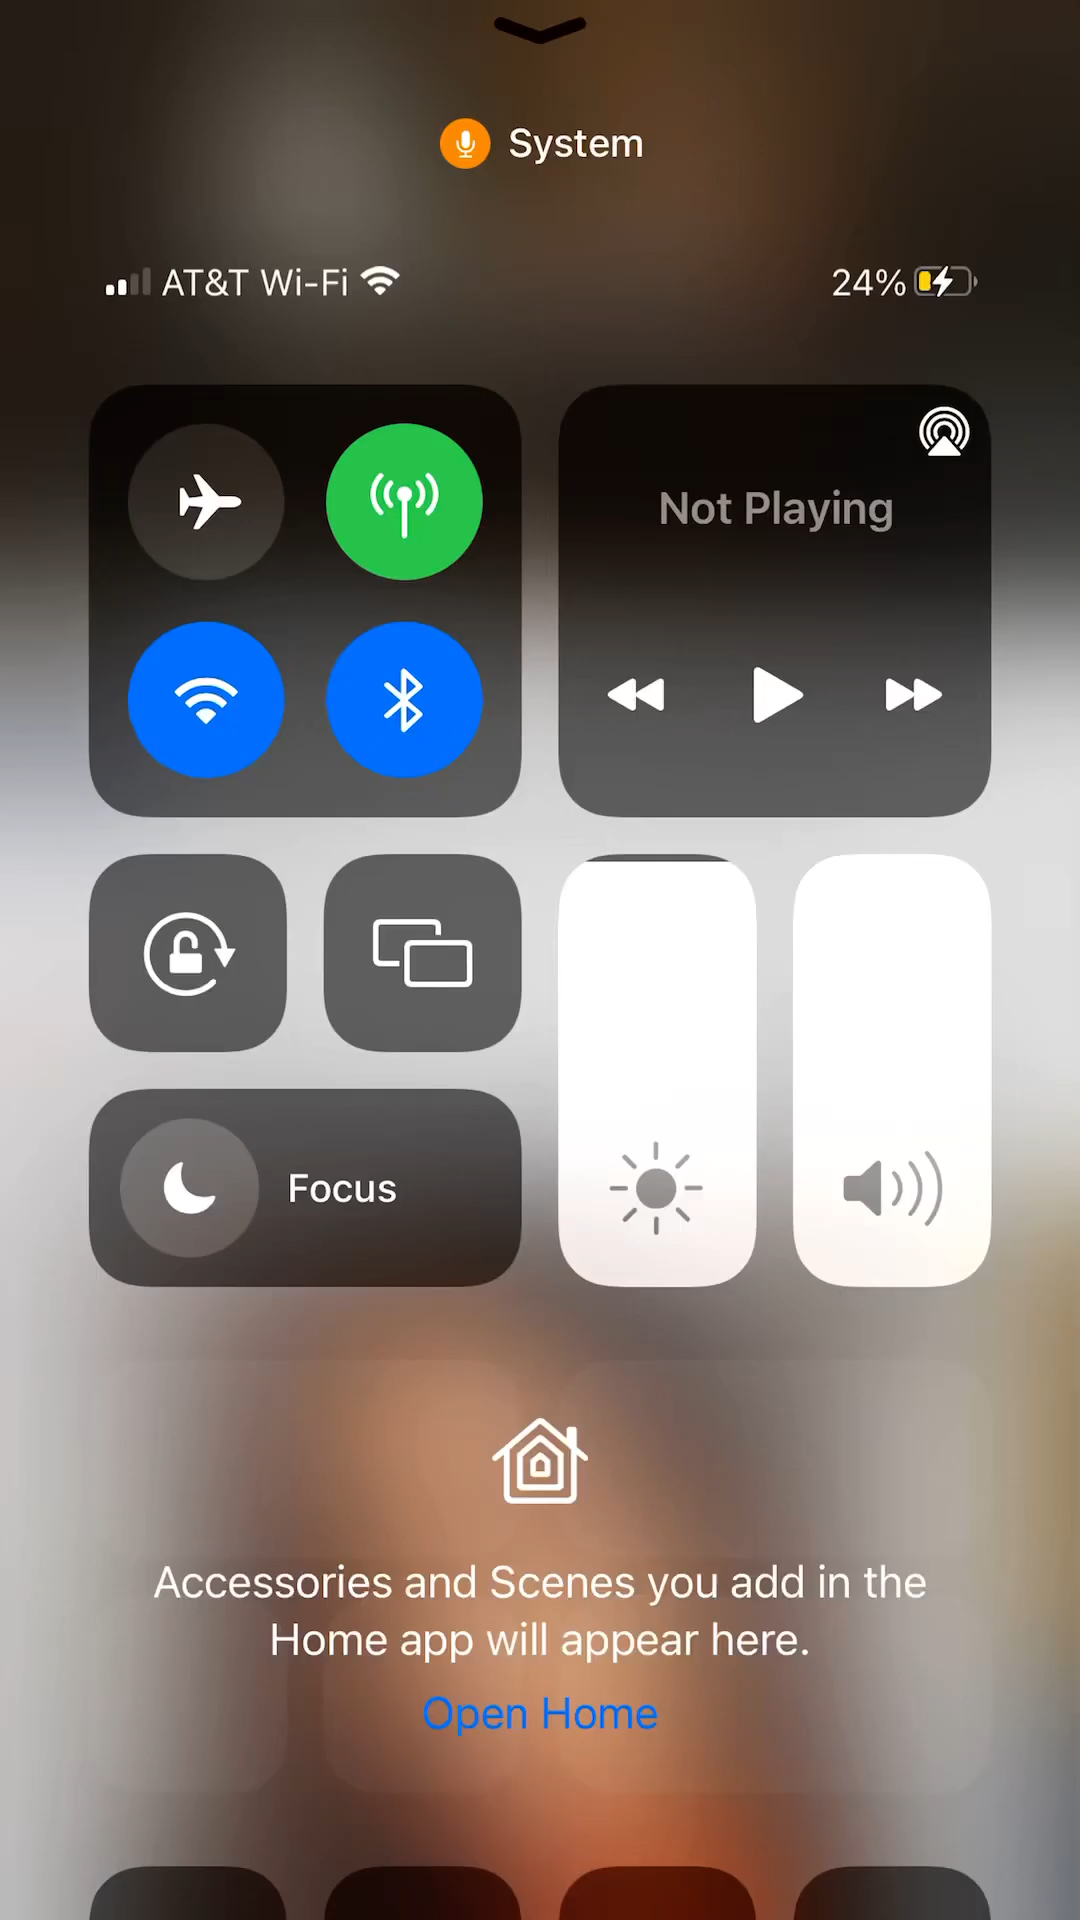 System
AT&T Wi-Fi
24%
Not Playing
Focus
Accessories and Scenes you add in the
Home app will appear here.
Open Home